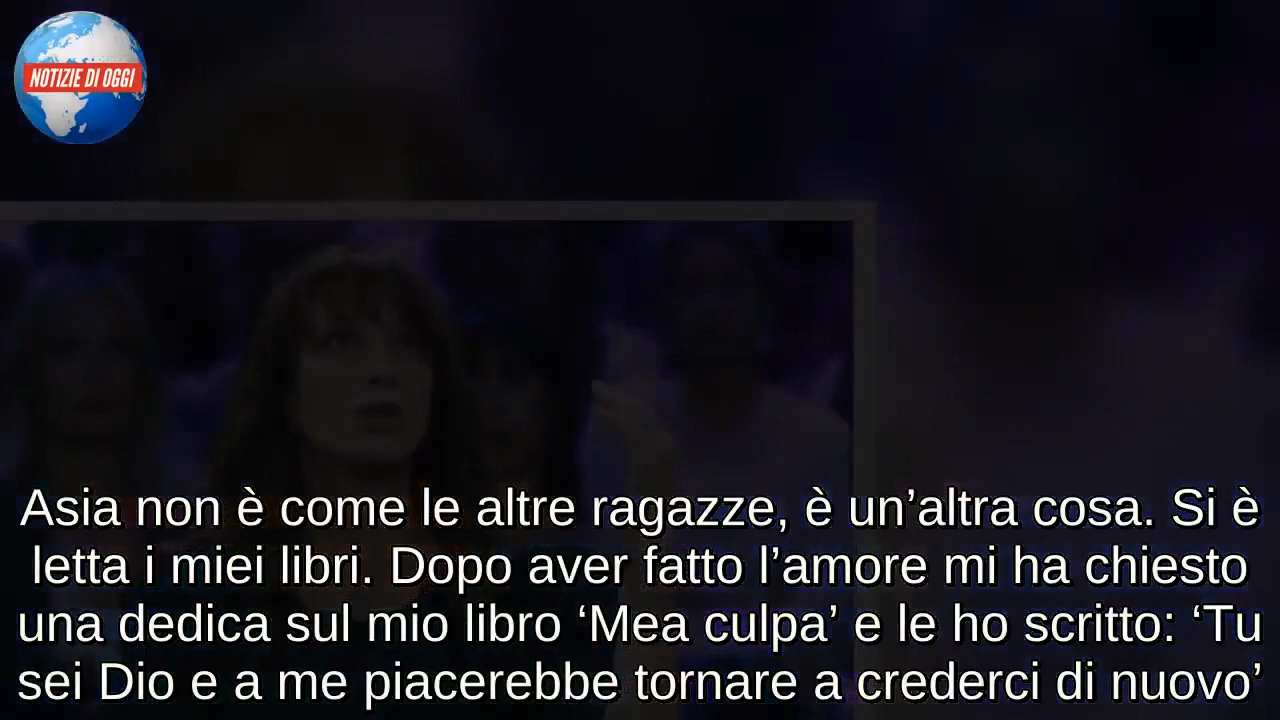 NOTIZIE DI OGGI
Asia non è come le altre ragazze, è un’altra cosa. Si è
letta i miei libri. Dopo aver fatto l’amore mi ha chiesto
una dedica sul mio libro ‘Mea culpa’ e le ho scritto: ‘Tu
sei Dio e a me piacerebbe tornare a crederci di nuovo’